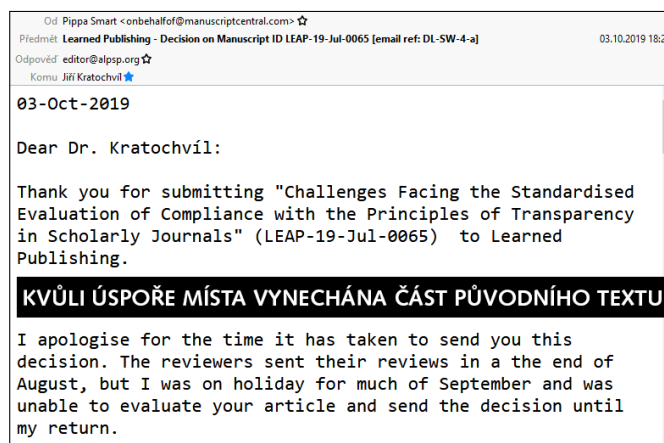 Od Pippa Smart <onbehalfof@manuscriptcentral.com>
Předmět Learned Publishing - Decision on Manuscript ID LEAP-19-Jul-0065 [email ref: DL-SW-4-a] 03.10.2019 18:2
Odpověď editor@alpsp.org
Komu Jiří Kratochvíl
03-Oct-2019
Dear Dr. Kratochvíl:
Thank you for submitting "Challenges Facing the Standardised
Evaluation of Compliance with the Principles of Transparency
in Scholarly Journals" (LEAP-19-Jul-0065) to Learned
Publishing.
KVŮLI ÚSPOŘE MÍSTA VYNECHÁNA ČÁST PŮVODNÍHO TEXTU
I apologise for the time it has taken to send you this
decision. The reviewers sent their reviews in a the end of
August, but I was on holiday for much of September and was
unable to evaluate your article and send the decision until
my return.